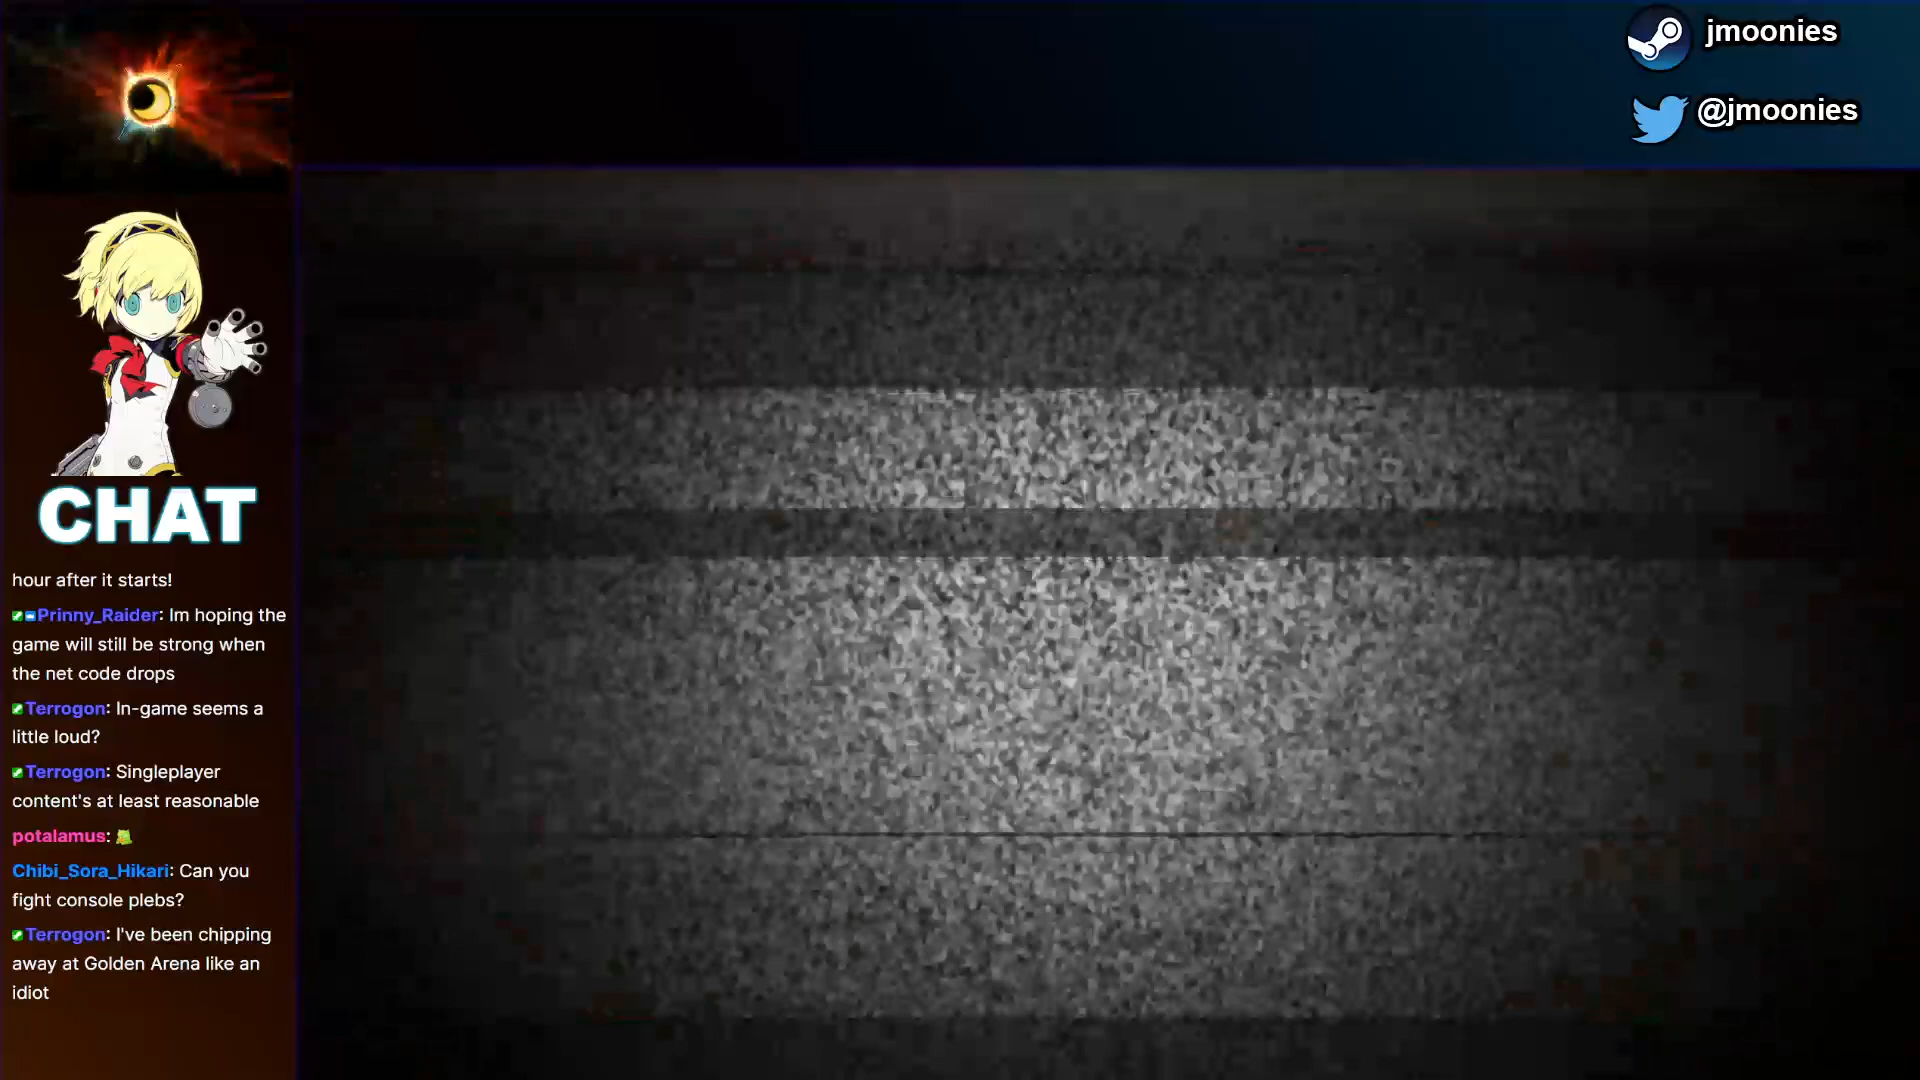 jmoonies
@jmoonies
CHAT
hour after it starts!
Prinny_Raider: Im hoping the
game will still be strong when
the net code drops
Terrogon: In-game seems a
little loud?
Terrogon: Singleplayer
content's at least reasonable
potalamus:
Chibi_Sora_Hikari: Can you
fight console plebs?
Terrogon: I've been chipping
away at Golden Arena like an
idiot